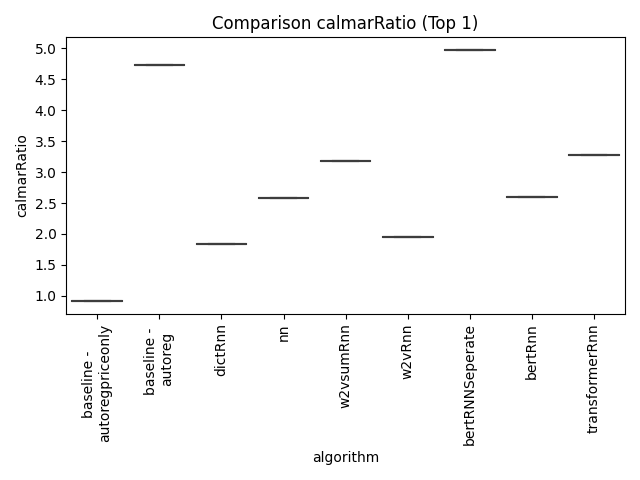 Comparison calmarRatio (Top 1)
calmarRatio
5.0
4.5
4.0
3.5
3.0
2.5
2.0
1.5
1.0
baseline -
autoregpriceonly
baseline -
autoreg
dictRnn
nn
w2vsumRnn
w2vRnn
bertRNNSeperate
bertRnn
transformerRnn
algorithm